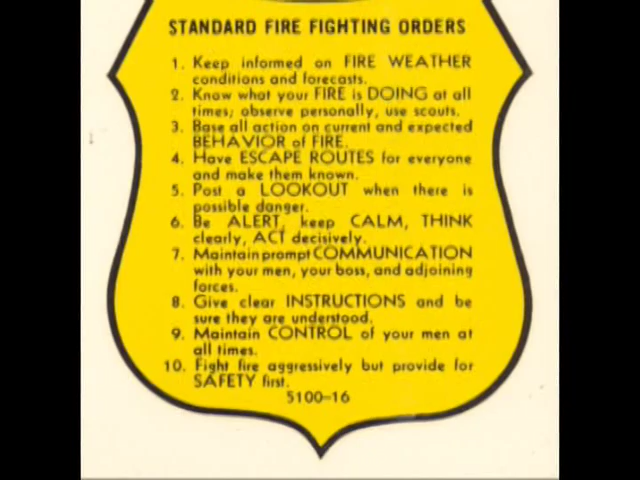 STANDARD FIRE FIGHTING ORDERS
1. Keep informed on FIRE WEATHER
conditions and forecasts.
2. Know what your FIRE is DOING at all
times; observe personally, use scouts.
3. Base all action on current and expected
BEHAVIOR of FIRE.
4. Have ESCAPE ROUTES for everyone
and make them known.
5. Post a LOOKOUT when there is
possible danger.
6. Be ALERT, keep CALM, THINK
clearly, ACT decisively.
7. Maintain prompt COMMUNICATION
with your men, your boss, and adjoining
forces.
8. Give clear INSTRUCTIONS and be
sure they are understood.
9. Maintain CONTROL of your men at
all times.
10. Fight fire aggressively but provide for
SAFETY first.
5100-16